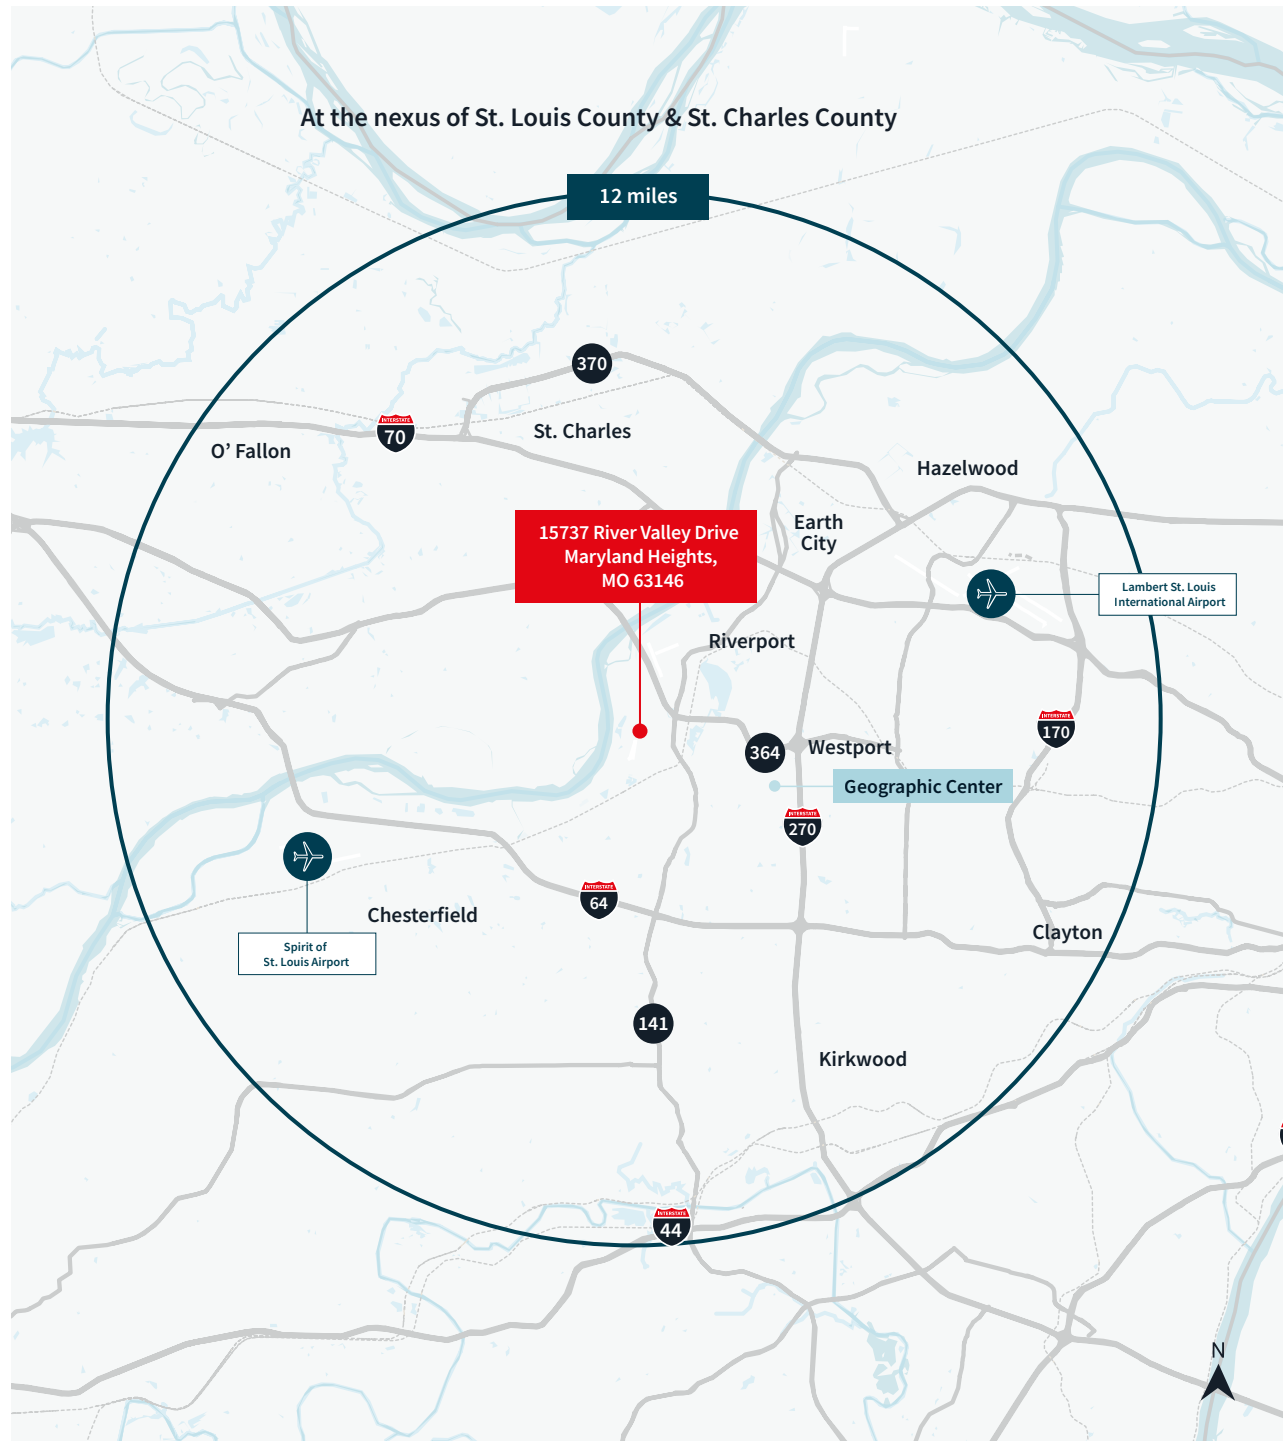 At the nexus of St. Louis County & St. Charles County
12 miles
370
INTERSTATE
70
St. Charles
O' Fallon
Hazelwood
15737 River Valley Drive
Maryland Heights,
MO 63146
Earth
City
Lambert St. Louis
International Airport
Riverport
INTERSTATE
170
364
Westport
Geographic Center
INTERSTATE
270
INTERSTATE
64
Chesterfield
Clayton
Spirit of
St. Louis Airport
141
Kirkwood
INTERSTATE
44
N